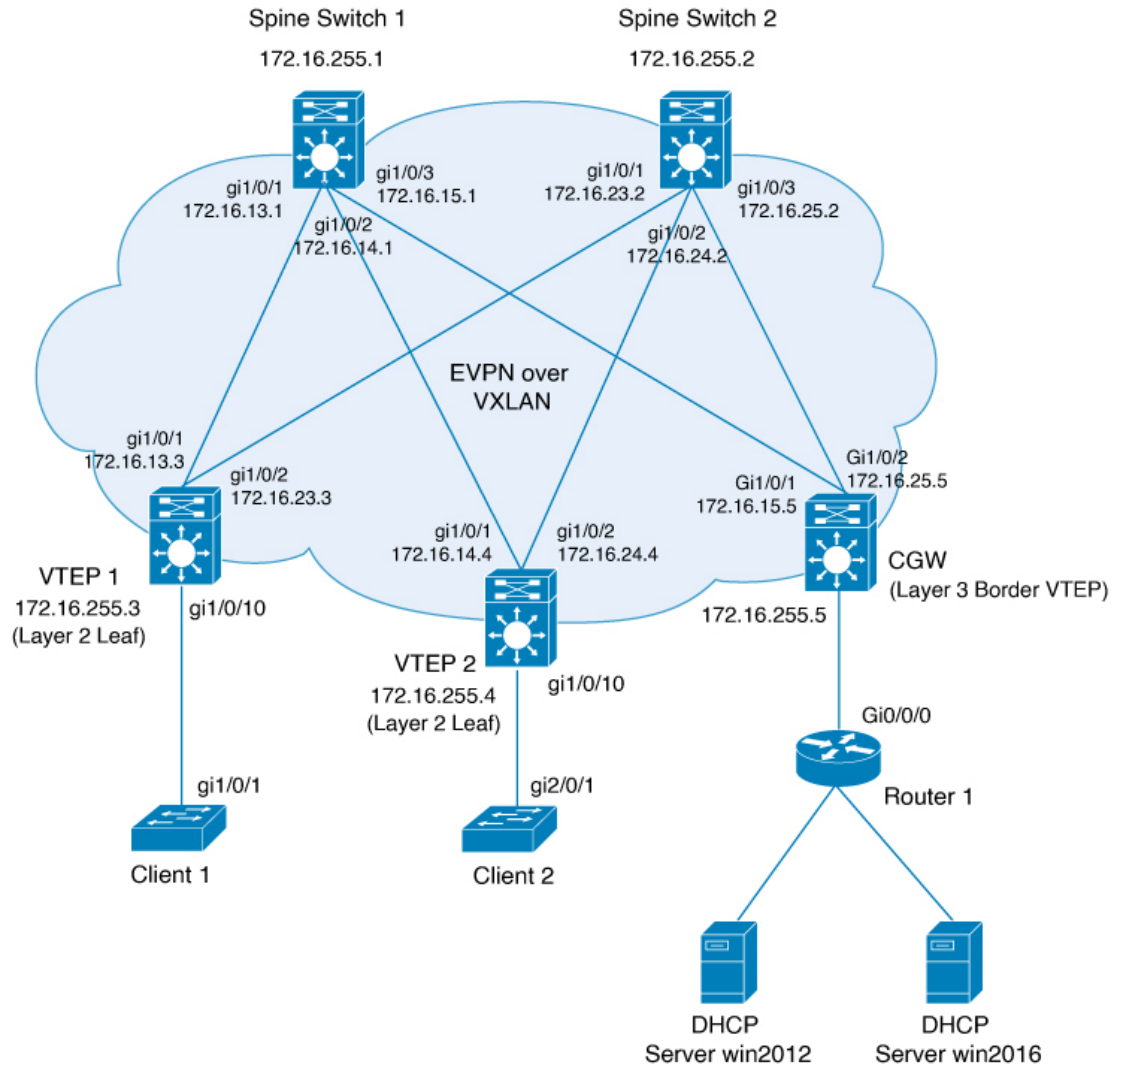 Spine Switch 1
172.16.255.1
Spine Switch 2
172.16.255.2
gi1/0/1
172.16.13.1
gi1/0/3
172.16.15.1
gi1/0/2
172.16.14.1
gi1/0/1
172.16.23.2
gi1/0/3
172.16.25.2
gi1/0/2
172.16.24.2
EVPN over
VXLAN
gi1/0/1
172.16.13.3
gi1/0/2
172.16.23.3
gi1/0/1
172.16.14.4
gi1/0/2
172.16.24.4
Gi1/0/1
172.16.15.5
Gi1/0/2
172.16.25.5
VTEP 1
172.16.255.3
(Layer 2 Leaf)
gi1/0/10
VTEP 2
172.16.255.4
(Layer 2 Leaf)
gi1/0/10
CGW
(Layer 3 Border VTEP)
172.16.255.5
gi1/0/1
Client 1
gi2/0/1
Client 2
Gi0/0/0
Router 1
DHCP
Server win2012
DHCP
Server win2016